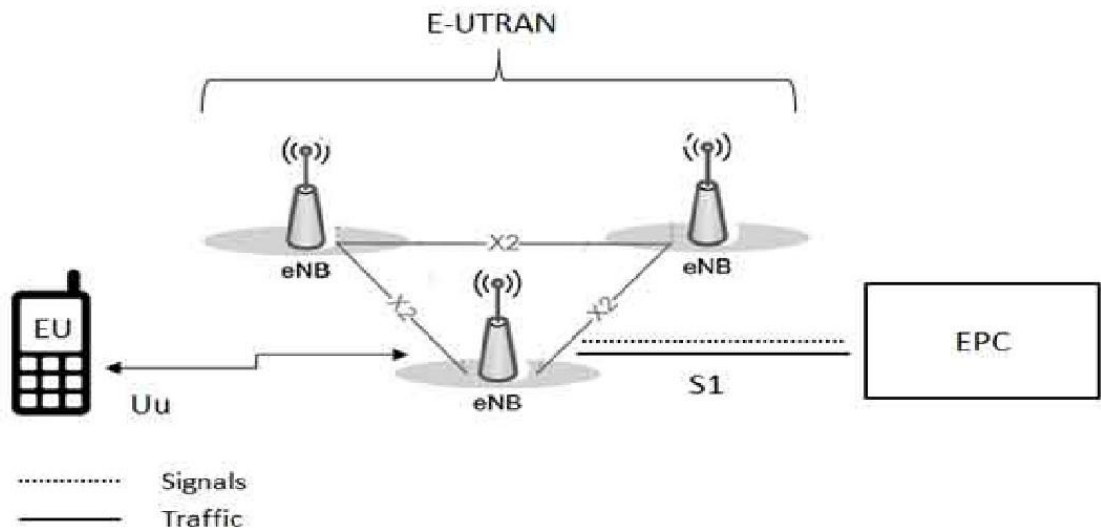 E-UTRAN
eNB
X2
eNB
X2
X2
EU
Uu
eNB
S1
EPC
Signals
Traffic